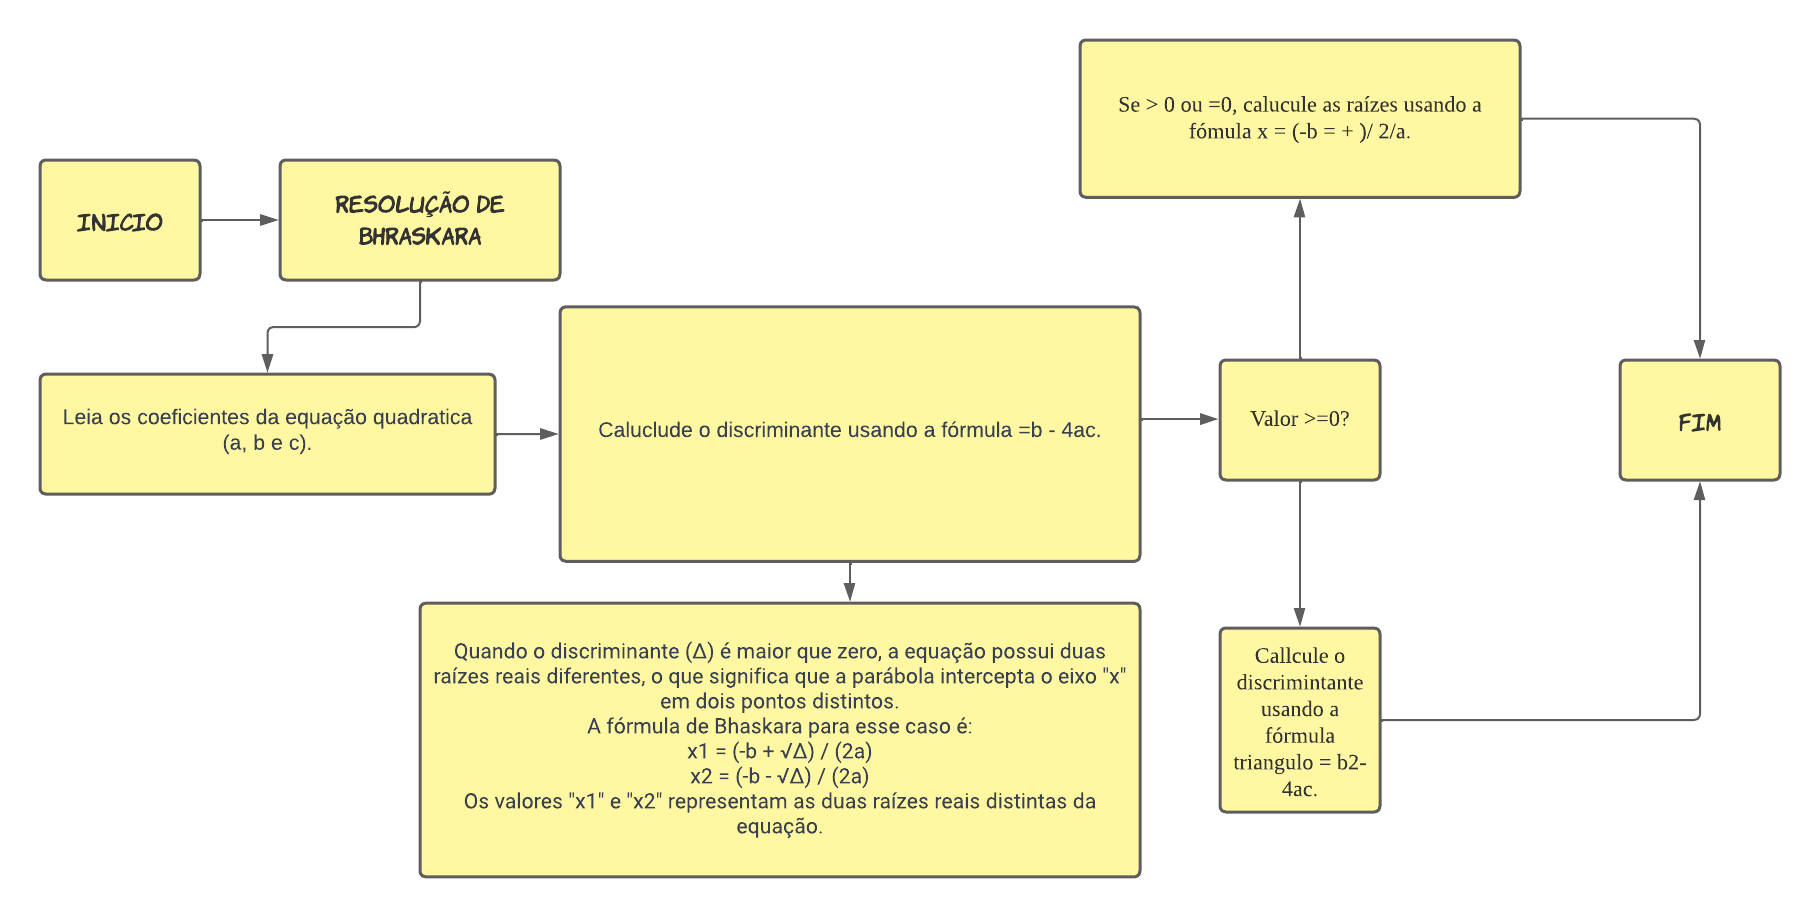 INICIO
RESOLUÇÃO DE
BHRASKARA
Leia os coeficientes da equação quadratica
(a, b e c).
Caluclude o discriminante usando a fórmula =b - 4ac.
Quando o discriminante (Δ) é maior que zero, a equação possui duas
raízes reais diferentes, o que significa que a parábola intercepta o eixo "x"
em dois pontos distintos.
A fórmula de Bhaskara para esse caso é:
x1 = (-b + √Δ) / (2a)
x2 = (-b - √Δ) / (2a)
Os valores "x1" e "x2" representam as duas raízes reais distintas da
equação.
Valor >=0?
Se > 0 ou =0, calucule as raízes usando a
fómula x = (-b = + )/ 2/a.
Callcule o
discrimintante
usando a
fórmula
triangulo = b2-
4ac.
FIM